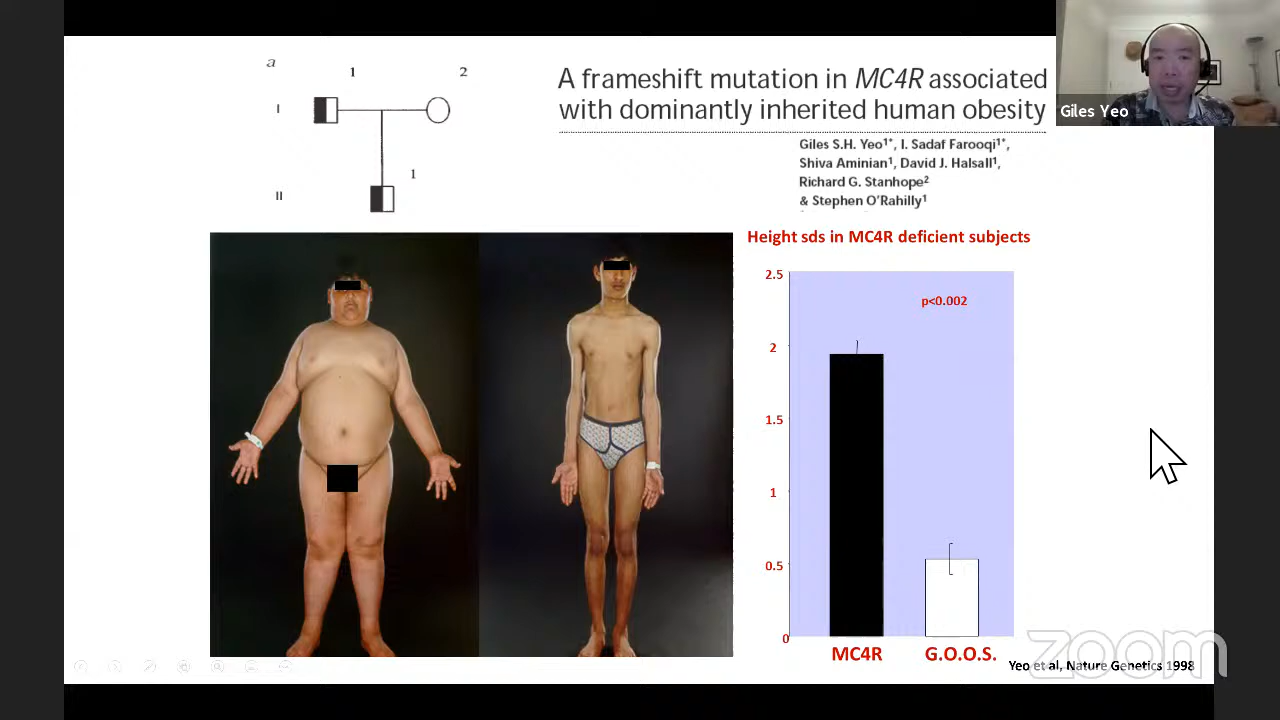 a
1
2
I
1
II
A frameshift mutation in MC4R associated
with dominantly inherited human obesity
Giles S.H. Yeo¹*, I. Sadaf Farooqi¹*,
Shiva Aminian¹, David J. Halsall¹,
Richard G. Stanhope²
& Stephen O'Rahilly¹
Giles Yeo
Height sds in MC4R deficient subjects
2.5
p<0.002
2
1.5
1
0.5
0
MC4R
G.O.O.S.
Yeo et al, Nature Genetics 1998
zoom